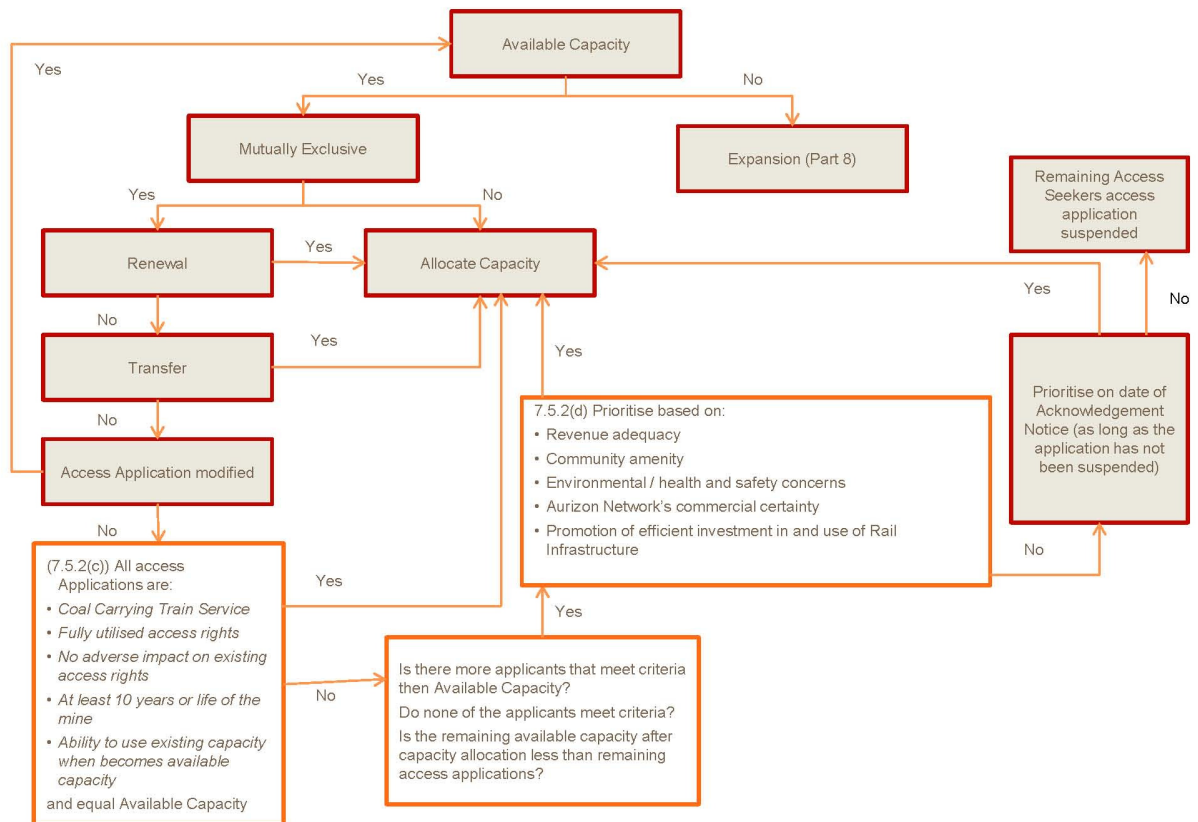 Available Capacity
Yes
Yes
No
Mutually Exclusive
Expansion (Part 8)
Remaining Access
Seekers access
application
suspended
Yes
No
Renewal
Yes
Allocate Capacity
Yes
No
No
Transfer
Yes
Yes
No
Access Application modified
No
7.5.2(d) Prioritise based on:
• Revenue adequacy
• Community amenity
• Environmental / health and safety concerns
• Aurizon Network's commercial certainty
• Promotion of efficient investment in and use of Rail
Infrastructure
Prioritise on date of
Acknowledgement
Notice (as long as the
application has not
been suspended)
No
(7.5.2(c)) All access
Applications are:
• Coal Carrying Train Service
• Fully utilised access rights
• No adverse impact on existing
access rights
• At least 10 years or life of the
mine
• Ability to use existing capacity
when becomes available
capacity
and equal Available Capacity
Yes
No
Yes
Is there more applicants that meet criteria
then Available Capacity?
Do none of the applicants meet criteria?
Is the remaining available capacity after
capacity allocation less than remaining
access applications?